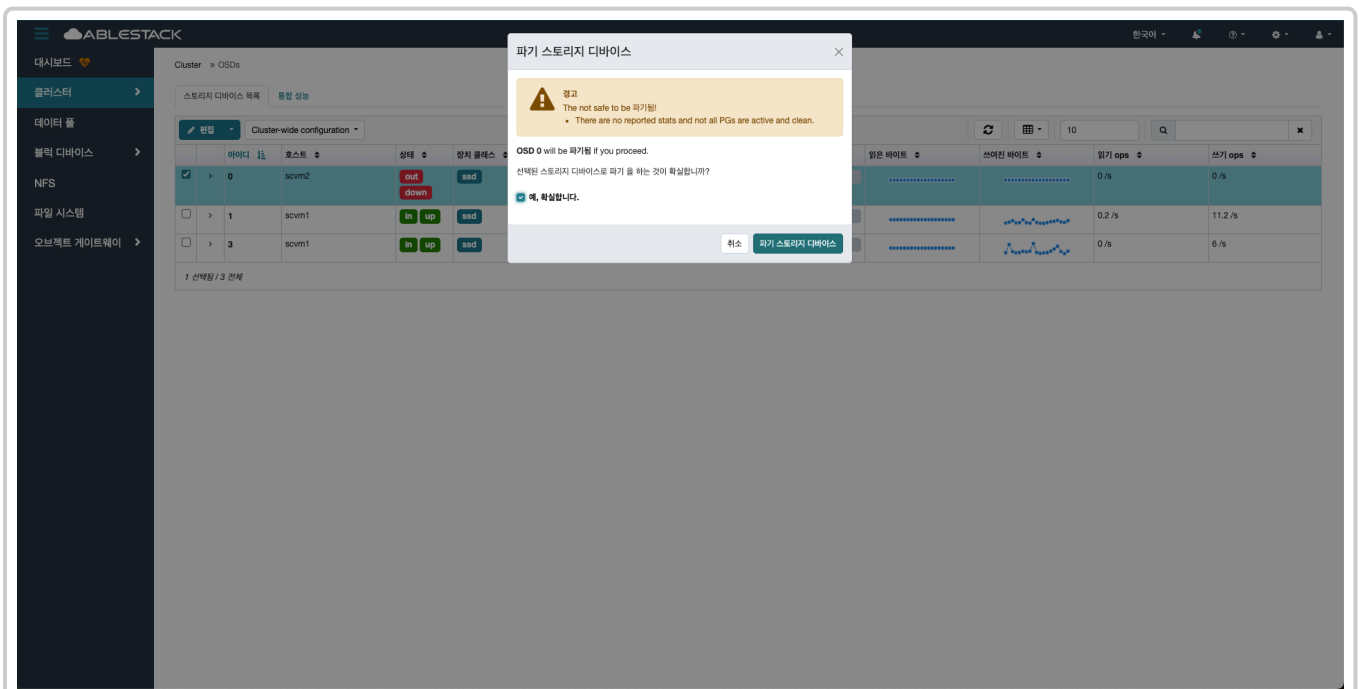 ABLESTACK
한국어
대시보드
클러스터
데이터 풀
블럭 디바이스
NFS
파일 시스템
오브젝트 게이트웨이
Cluster » OSDs
스토리지 디바이스 목록 통합 성능
편집 Cluster-wide configuration 10
아이디 호스트 상태 장치 클래스 읽은 바이트 쓰여진 바이트 읽기 ops 쓰기 ops
0 scvm2 out down ssd 0 /s 0 /s
1 scvm1 in up ssd 0.2 /s 11.2 /s
3 scvm1 in up ssd 0 /s 6 /s
1 선택됨 / 3 전체
파기 스토리지 디바이스
경고
The not safe to be 파기됨!
There are no reported stats and not all PGs are active and clean.
OSD 0 will be 파기됨 if you proceed.
선택된 스토리지 디바이스로 파기 을 하는 것이 확실합니까?
예, 확실합니다.
취소 파기 스토리지 디바이스